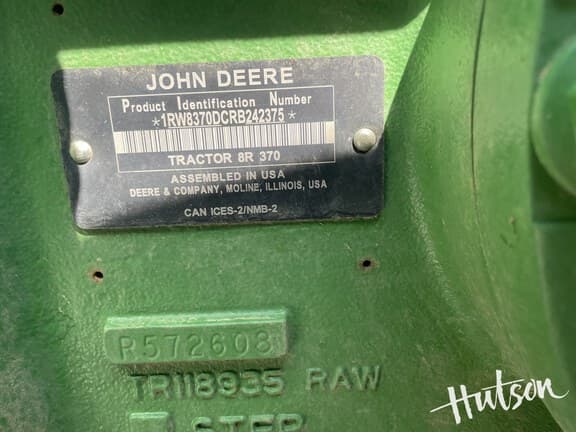 JOHN DEERE
Product Identification Number
*1RW8370DCRB242375*
TRACTOR 8R 370
ASSEMBLED IN USA
DEERE & COMPANY, MOLINE, ILLINOIS, USA
CAN ICES-2/NMB-2
R572608
TR118935 RAW
STEP
Hutson